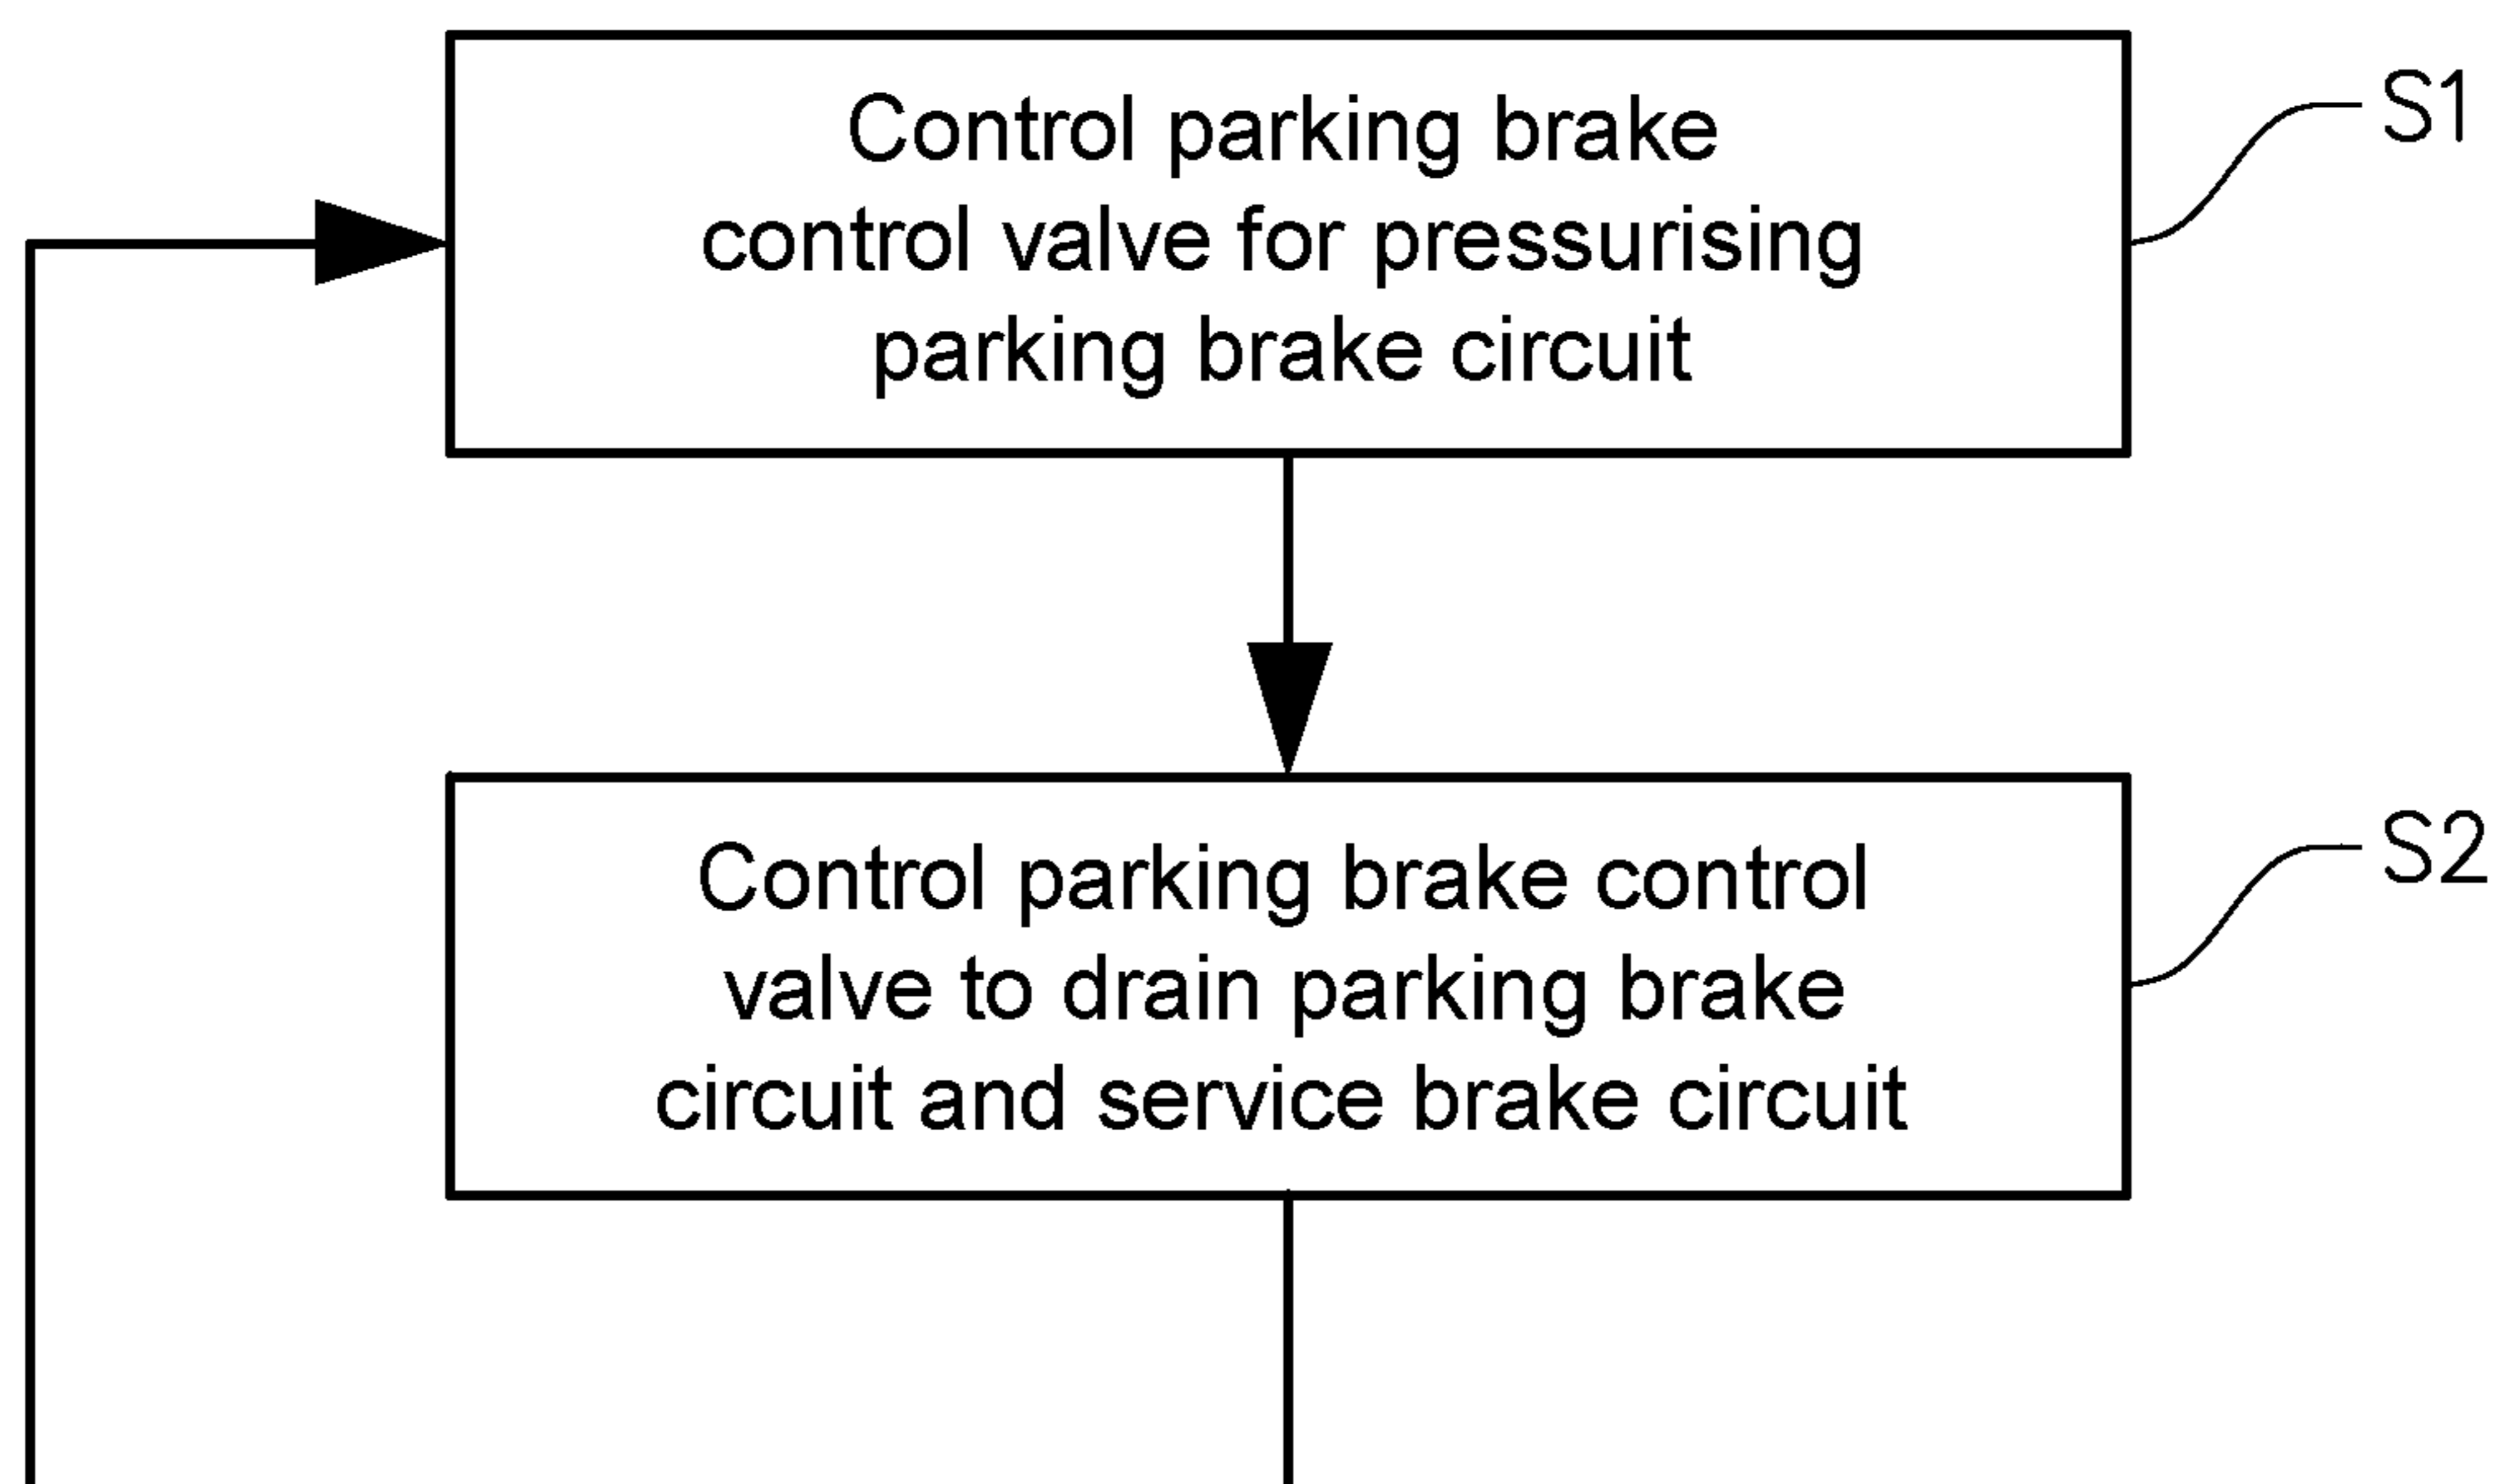 Control parking brake
control valve for pressurising
parking brake circuit
S1
Control parking brake control
valve to drain parking brake
circuit and service brake circuit
S2